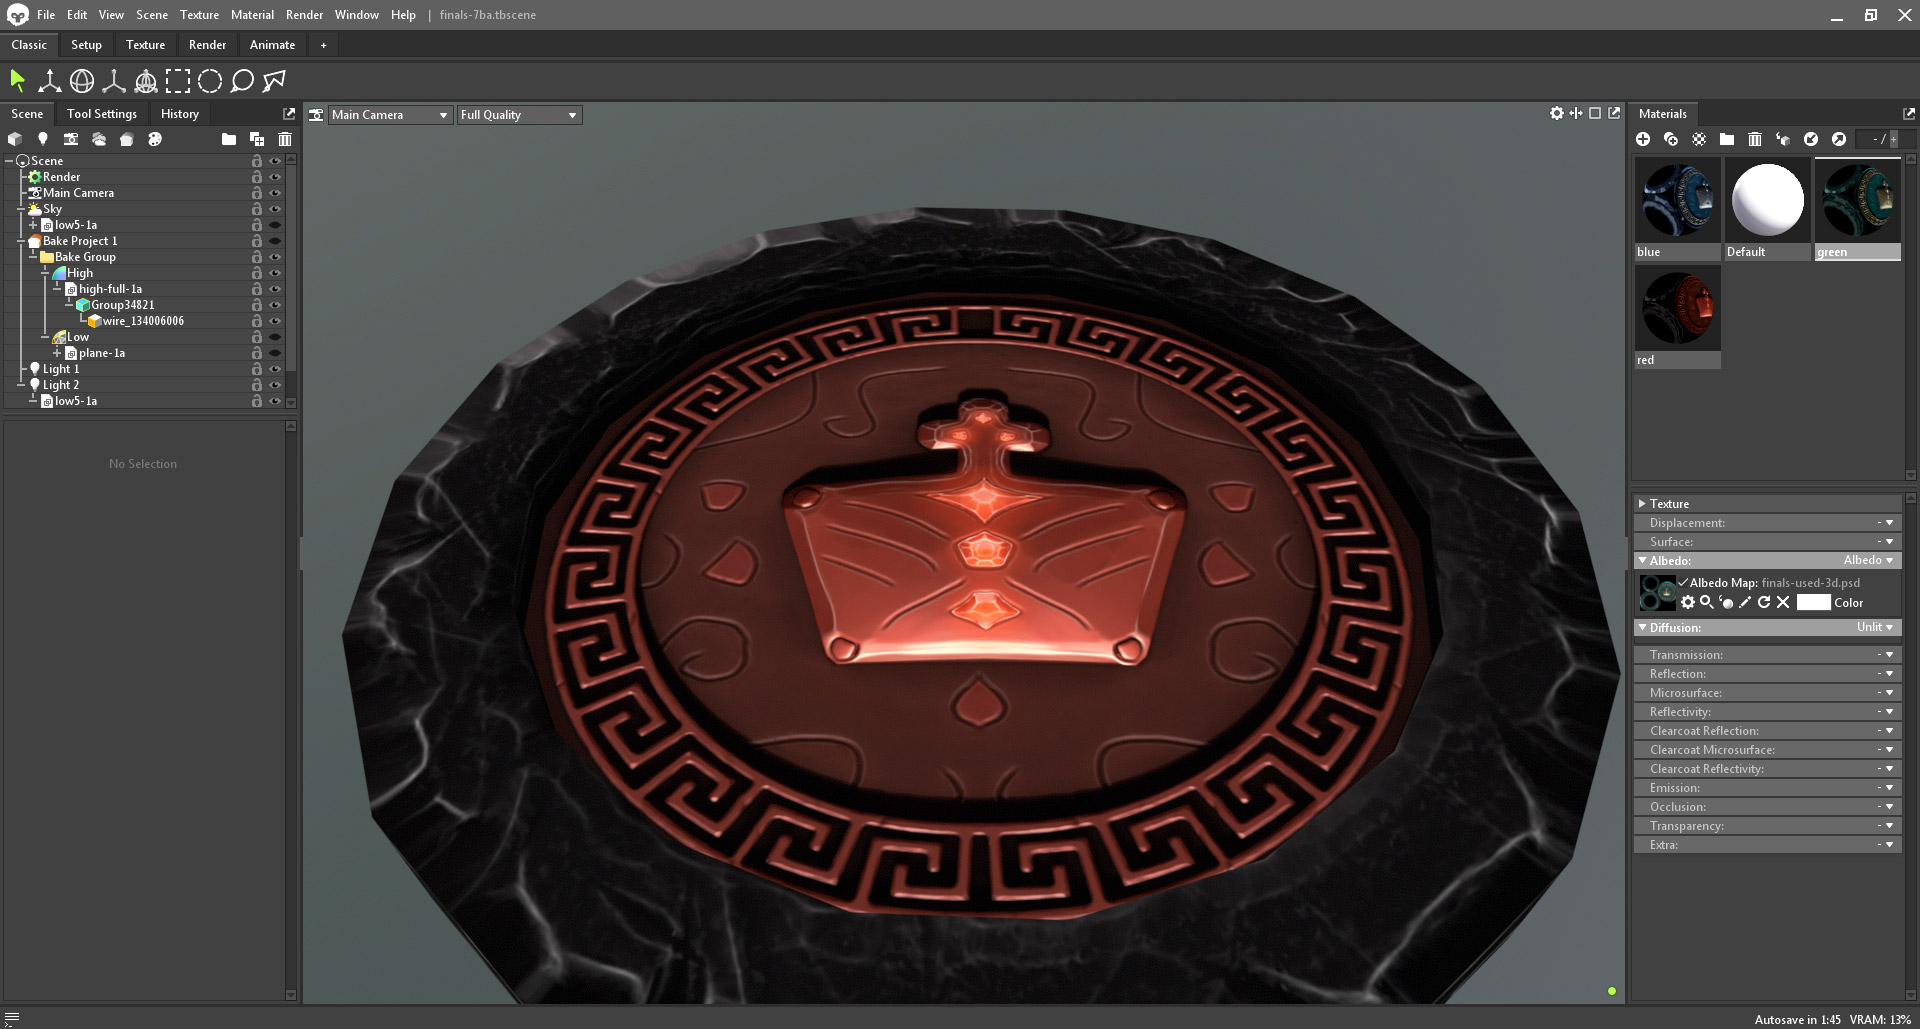 File Edit View Scene Texture Material Render Window Help | finals-7ba.tbscene
Classic Setup Texture Render Animate +
Scene Tool Settings History
Main Camera Full Quality
Materials
- / +
Scene
Render
Main Camera
Sky
low5-1a
Bake Project 1
Bake Group
High
high-full-1a
Group34821
wire_134006006
Low
plane-1a
Light 1
Light 2
low5-1a
No Selection
blue Default green
red
Texture
Displacement: -
Surface: -
Albedo: Albedo
Albedo Map: finals-used-3d.psd
Color
Diffusion: Unlit
Transmission: -
Reflection: -
Microsurface: -
Reflectivity: -
Clearcoat Reflection: -
Clearcoat Microsurface: -
Clearcoat Reflectivity: -
Emission: -
Occlusion: -
Transparency: -
Extra: -
Autosave in 1:45 VRAM: 13%